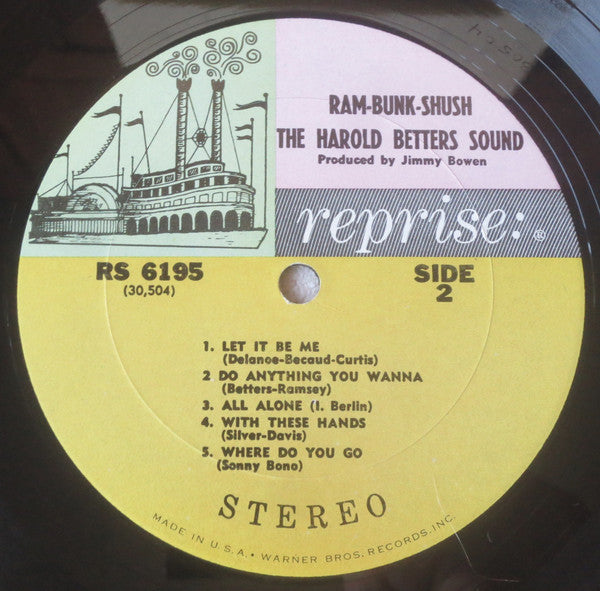 RAM-BUNK-SHUSH
THE HAROLD BETTERS SOUND
Produced by Jimmy Bowen
reprise: ®
RS 6195
(30,504)
SIDE
2
1. LET IT BE ME
(Delanoe-Becaud-Curtis)
2 DO ANYTHING YOU WANNA
(Betters-Ramsey)
3. ALL ALONE (I. Berlin)
4. WITH THESE HANDS
(Silver-Davis)
5. WHERE DO YOU GO
(Sonny Bono)
STEREO
MADE IN U.S.A. • WARNER BROS. RECORDS, INC.